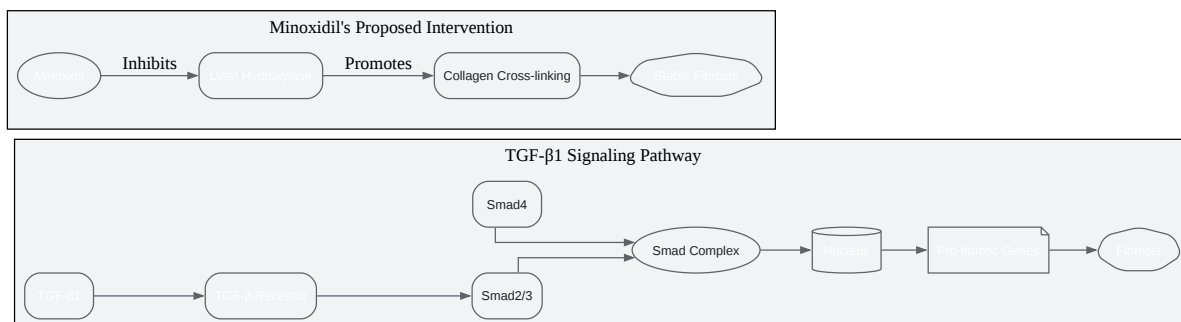 Minoxidil's Proposed Intervention
Minoxidil
Inhibits
Lysyl Hydroxylase
Promotes
Collagen Cross-linking
Stable Fibrosis
TGF-β1 Signaling Pathway
Smad4
Smad Complex
Nucleus
Pro-fibrotic Genes
Fibrosis
TGF-β1
TGF-β Receptor
Smad2/3